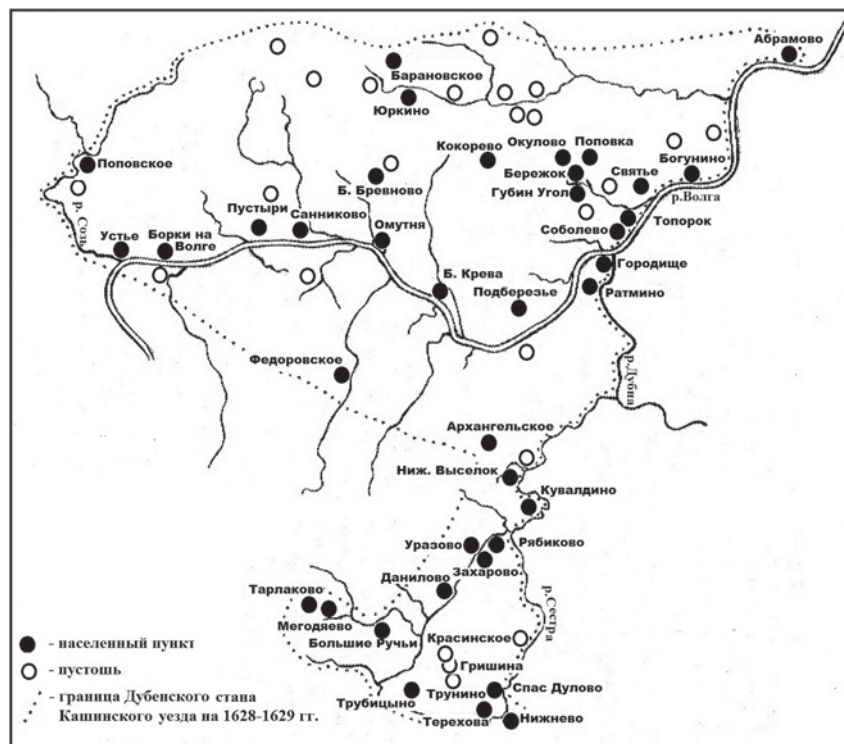 Абрамово
Барановское
Юркино
Кокорево
Окулово
Поповка
Бережок
Святье
Богунино
Губин Угол
р.Волга
Топорок
Соболево
Городище
Ратмино
Поповское
р. Созь
Б. Бревново
Пустыри
Санниково
Омутня
Устье
Борки на
Волге
Б. Крева
Подберезье
р.Дубна
Федоровское
Архангельское
Ниж. Выселок
Кувалдино
Уразово
Рябиково
Захарово
Данилово
р.Сестра
Тарлаково
Мегодяево
Большие Ручьи
Красинское
Гришина
Трубицыно
Трунино
Спас Дулово
Терехова
Нижнево
- населенный пункт
- пустошь
- граница Дубенского стана
Кашинского уезда на 1628-1629 гг.